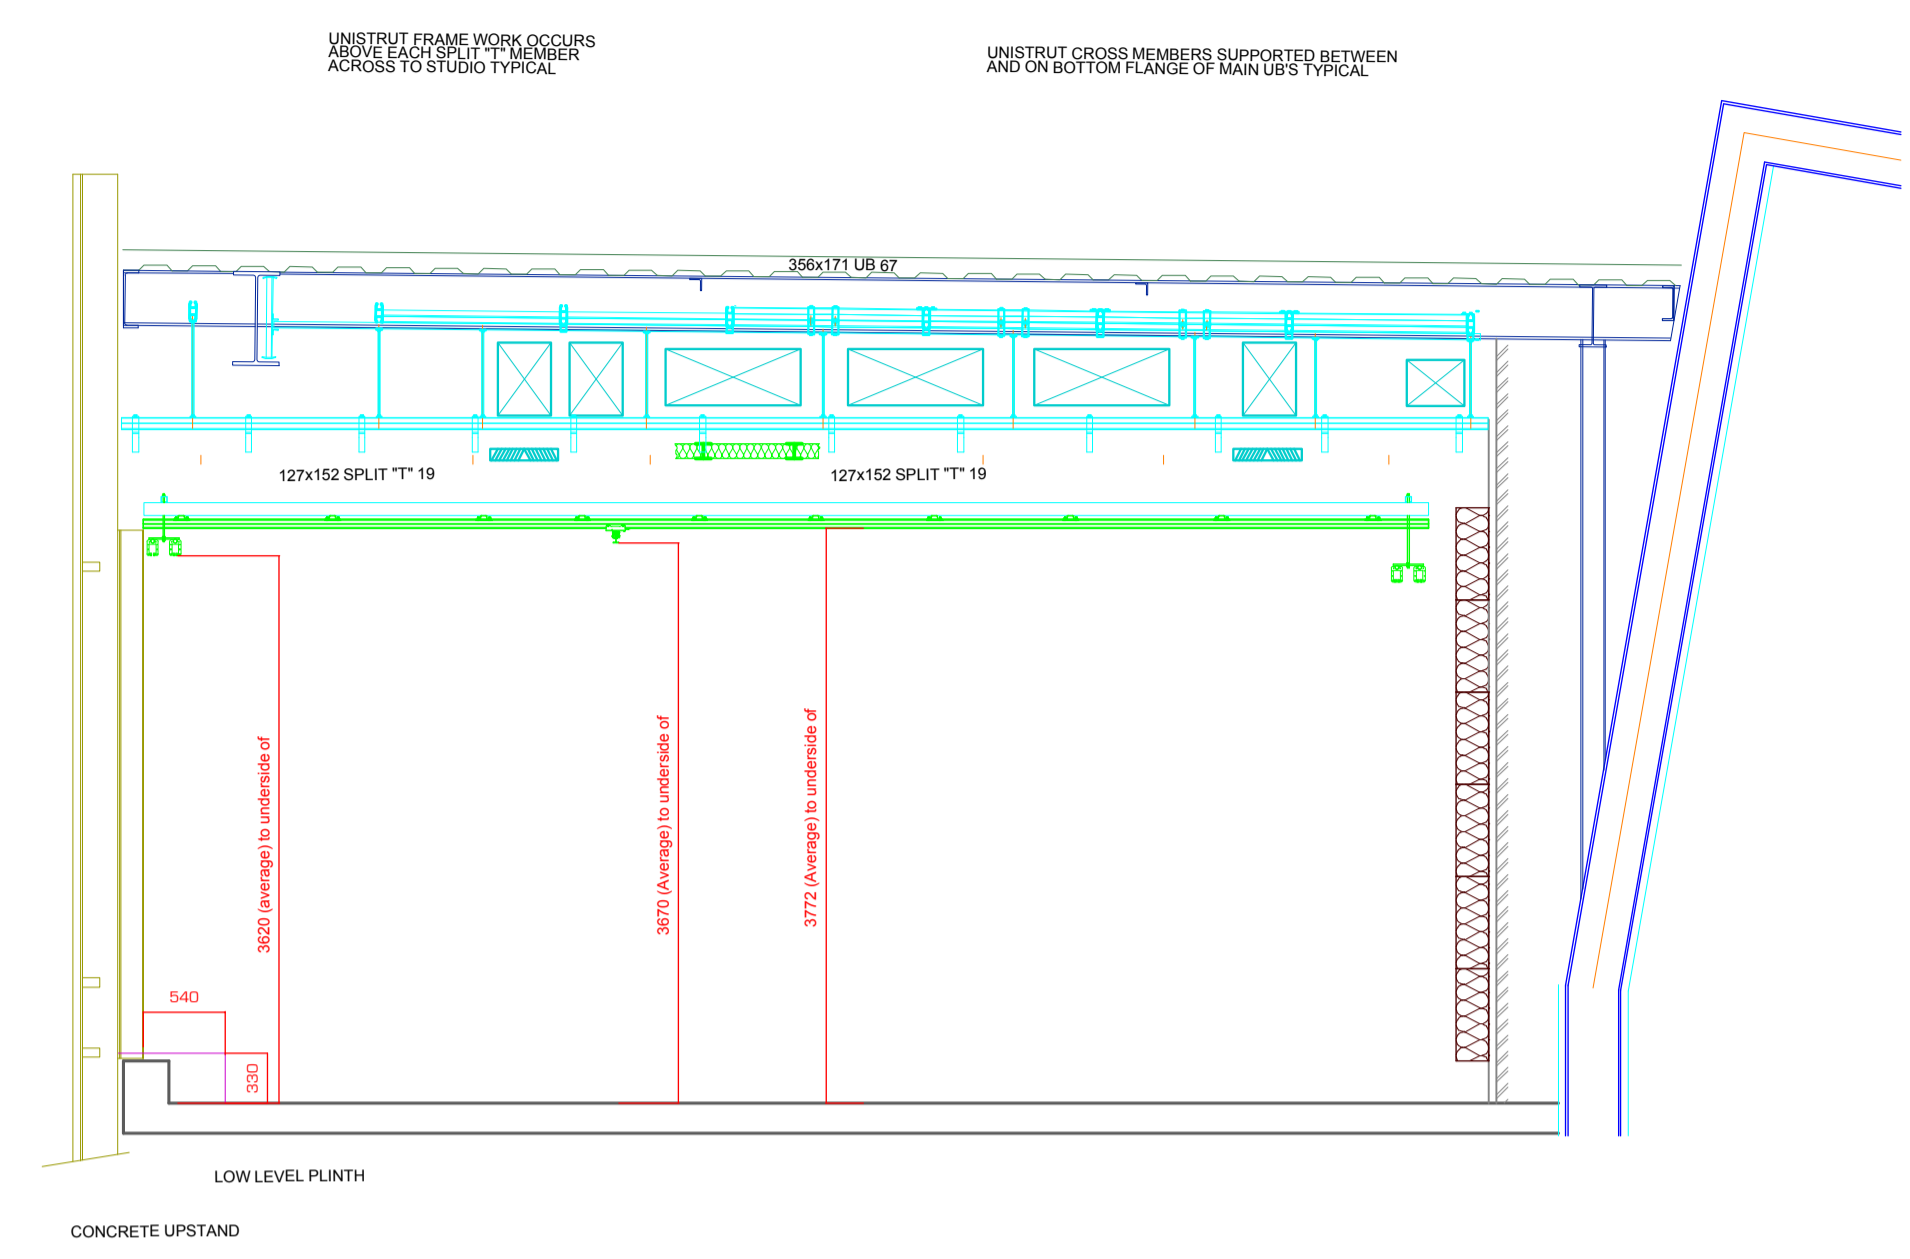 UNISTRUT FRAME WORK OCCURS
ABOVE EACH SPLIT "T" MEMBER
ACROSS TO STUDIO TYPICAL
UNISTRUT CROSS MEMBERS SUPPORTED BETWEEN
AND ON BOTTOM FLANGE OF MAIN UB'S TYPICAL
356x171 UB 67
127x152 SPLIT "T" 19
127x152 SPLIT "T" 19
3620 (average) to underside of
3670 (Average) to underside of
3772 (Average) to underside of
540
330
LOW LEVEL PLINTH
CONCRETE UPSTAND